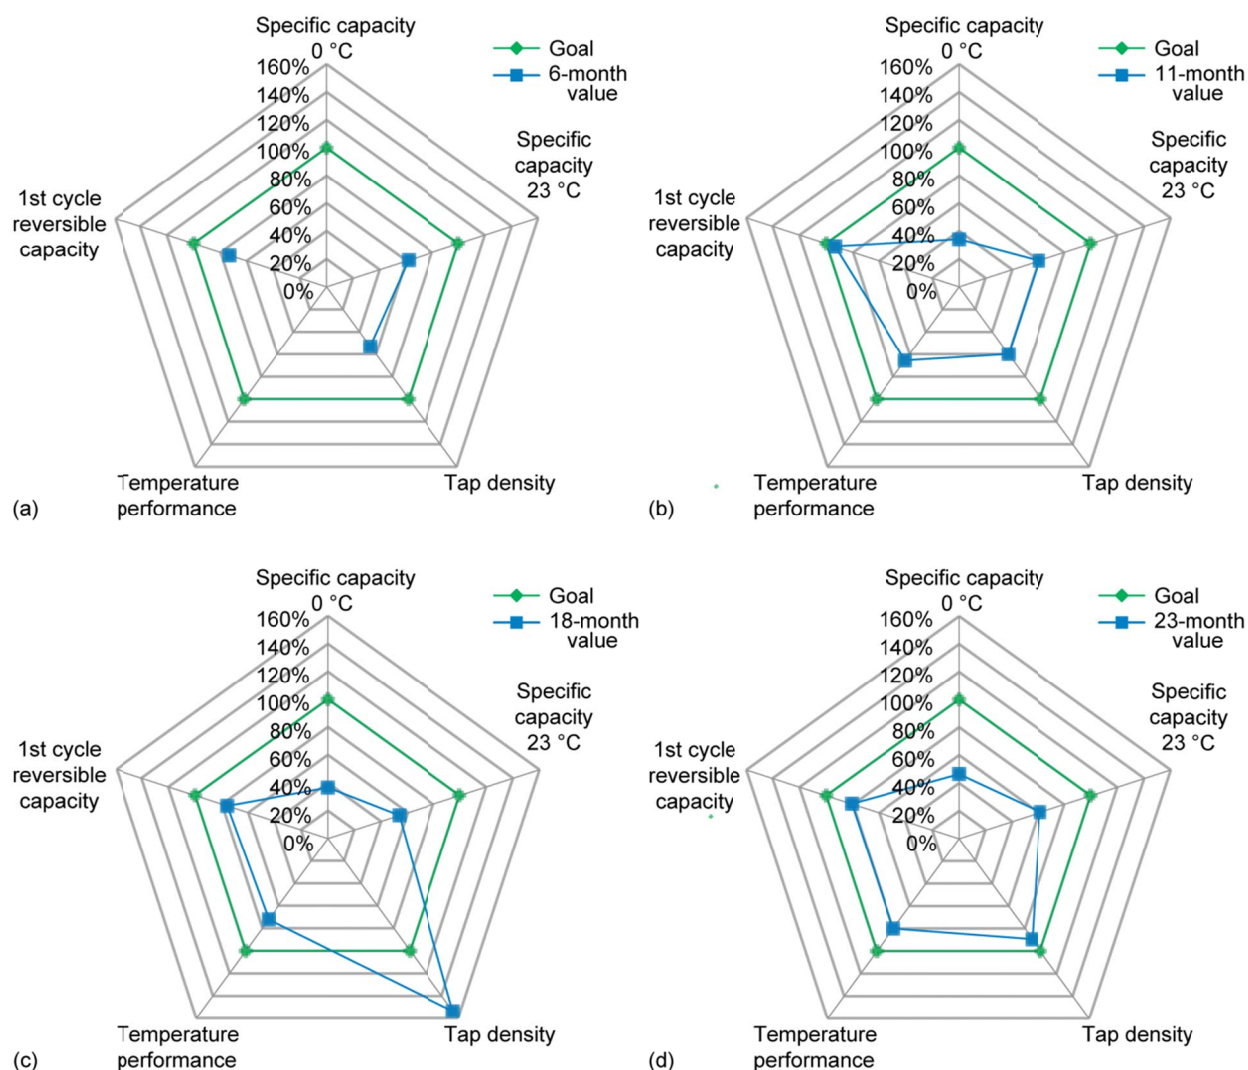 Specific capacity
0 °C
Goal
6-month
value
160%
140%
120%
100%
80%
60%
40%
20%
0%
Specific
capacity
23 °C
1st cycle
reversible
capacity
Temperature
performance
Tap density
(a)
Specific capacity
0 °C
Goal
11-month
value
160%
140%
120%
100%
80%
60%
40%
20%
0%
Specific
capacity
23 °C
1st cycle
reversible
capacity
Temperature
performance
Tap density
(b)
Specific capacity
0 °C
Goal
18-month
value
160%
140%
120%
100%
80%
60%
40%
20%
0%
Specific
capacity
23 °C
1st cycle
reversible
capacity
Temperature
performance
Tap density
(c)
Specific capacity
0 °C
Goal
23-month
value
160%
140%
120%
100%
80%
60%
40%
20%
0%
Specific
capacity
23 °C
1st cycle
reversible
capacity
Temperature
performance
Tap density
(d)